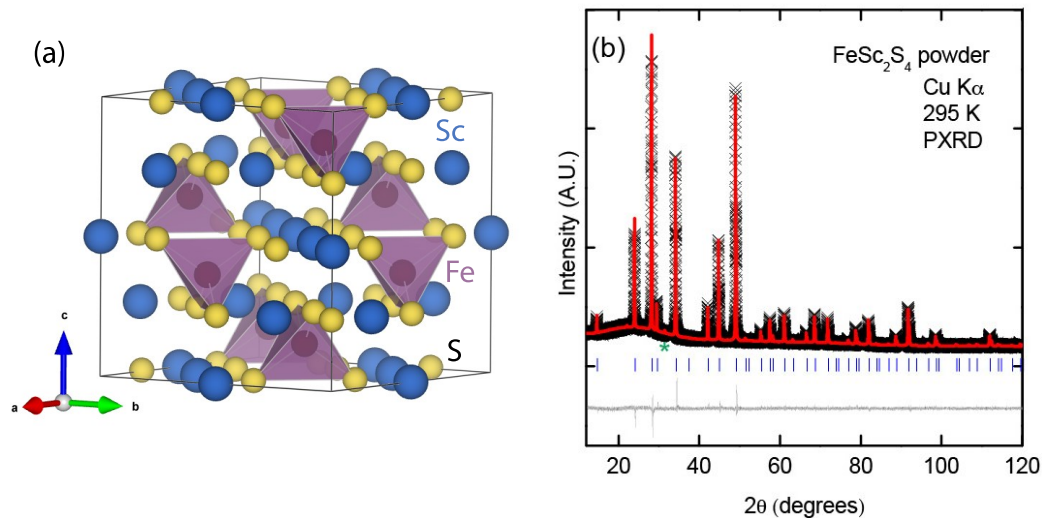 (a)
Sc
Fe
S
c
a
b
(b)
FeSc₂S₄ powder
Cu Kα
295 K
PXRD
Intensity (A.U.)
*
20 40 60 80 100 120
2θ (degrees)